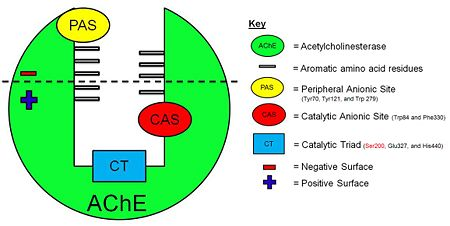 PAS
CAS
CT
AChE
Key
AChE = Acetylcholinesterase
= Aromatic amino acid residues
PAS = Peripheral Anionic Site
(Tyr70, Tyr121, and Trp 279)
CAS = Catalytic Anionic Site (Trp84 and Phe330)
CT = Catalytic Triad (Ser200, Glu327, and His440)
= Negative Surface
= Positive Surface